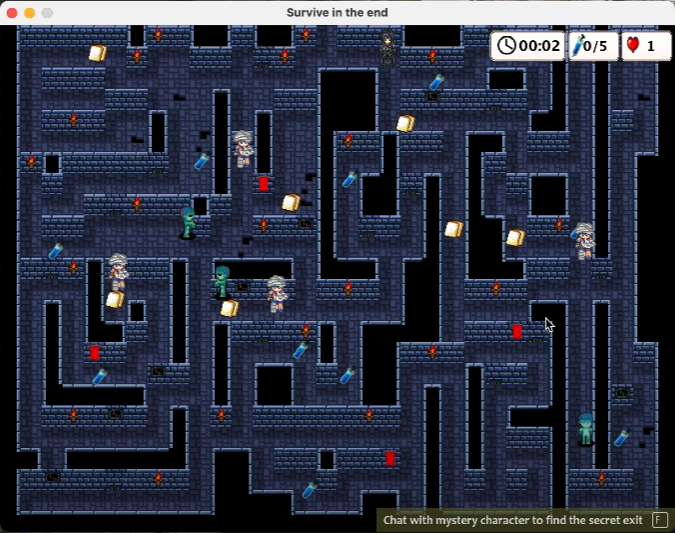 Survive in the end
00:02 0/5 1
Chat with mystery character to find the secret exit F